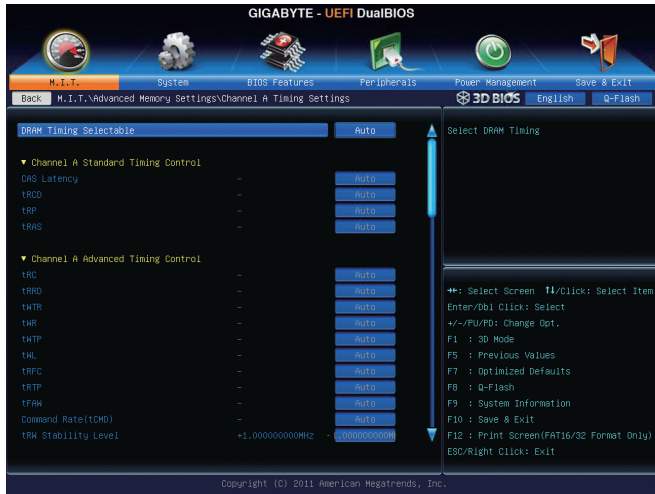 GIGABYTE - UEFI DualBIOS
M.I.T. System BIOS Features Peripherals Power Management Save & Exit
Back M.I.T.\Advanced Memory Settings\Channel A Timing Settings 3D BIOS English Q-Flash
DRAM Timing Selectable Auto
Select DRAM Timing
▼ Channel A Standard Timing Control
CAS Latency - Auto
tRCD - Auto
tRP - Auto
tRAS - Auto
▼ Channel A Advanced Timing Control
tRC - Auto
tRRD - Auto
tWTR - Auto
tWR - Auto
tWTP - Auto
tWL - Auto
tRFC - Auto
tRTP - Auto
tFAW - Auto
Command Rate(tCMD) - Auto
tRW Stability Level +1.000000000MHz - .000000000M
→←: Select Screen ↑↓/Click: Select Item
Enter/Dbl Click: Select
+/-/PU/PD: Change Opt.
F1 : 3D Mode
F5 : Previous Values
F7 : Optimized Defaults
F8 : Q-Flash
F9 : System Information
F10 : Save & Exit
F12 : Print Screen(FAT16/32 Format Only)
ESC/Right Click: Exit
Copyright (C) 2011 American Megatrends, Inc.